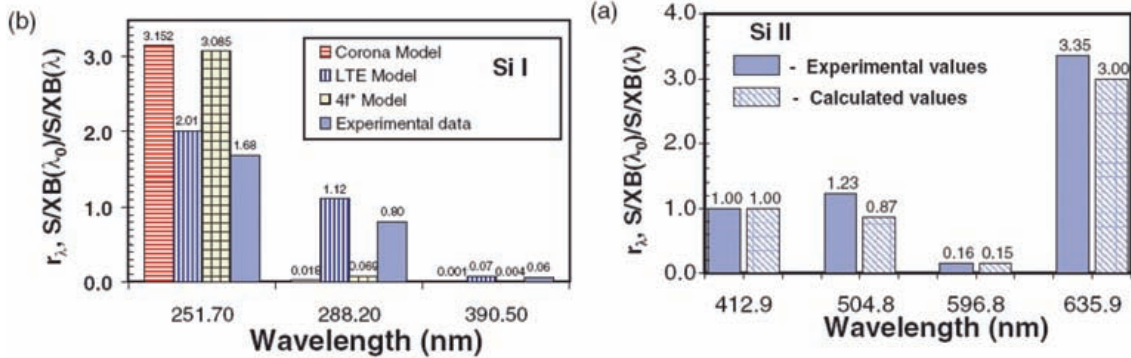 (b)
r_λ, S/XB(λ₀)/S/XB(λ)
3.0
2.0
1.0
0.0
3.152
2.01
3.085
1.68
Corona Model
LTE Model
4f* Model
Experimental data
Si I
0.018
1.12
0.069
0.80
0.001
0.07
0.004
0.06
251.70
288.20
390.50
Wavelength (nm)
(a)
r_λ, S/XB(λ₀)/S/XB(λ)
4.0
3.0
2.0
1.0
0.0
Si II
- Experimental values
- Calculated values
1.00
1.00
1.23
0.87
0.16
0.15
3.35
3.00
412.9
504.8
596.8
635.9
Wavelength (nm)